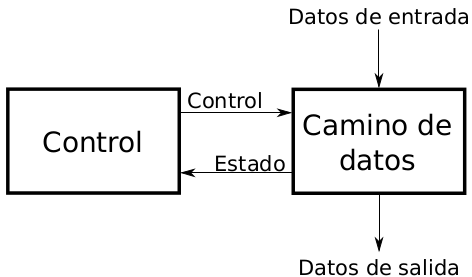 Datos de entrada
Control
Control
Camino de
datos
Estado
Datos de salida